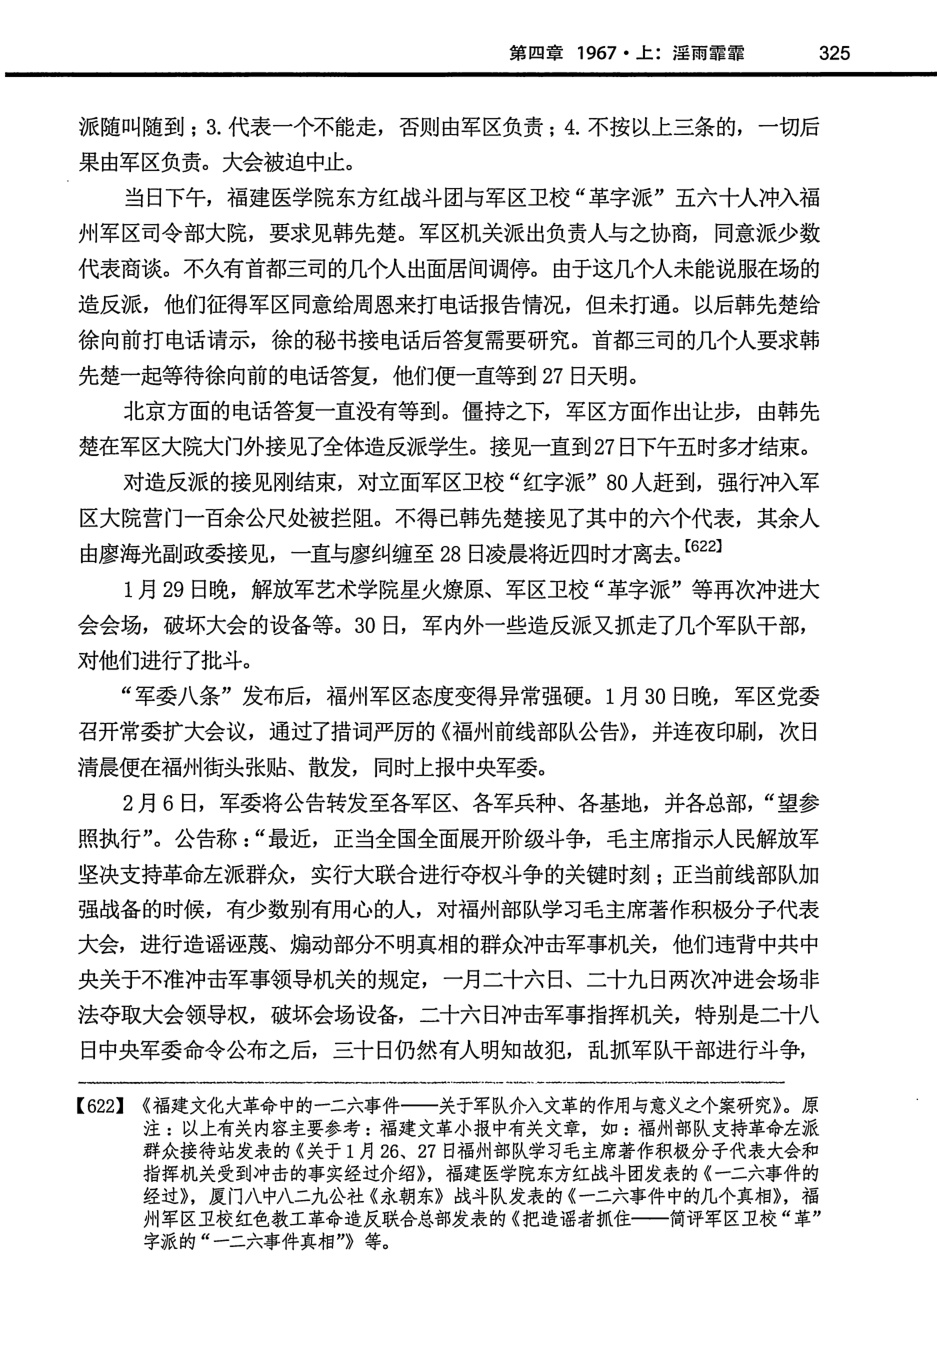 第四章 1967·上：淫雨霏霏 325
派随叫随到；3. 代表一个不能走，否则由军区负责；4. 不按以上三条的，一切后
果由军区负责。大会被迫中止。
当日下午，福建医学院东方红战斗团与军区卫校“革字派”五六十人冲入福
州军区司令部大院，要求见韩先楚。军区机关派出负责人与之协商，同意派少数
代表商谈。不久有首都三司的几个人出面居间调停。由于这几个人未能说服在场的
造反派，他们征得军区同意给周恩来打电话报告情况，但未打通。以后韩先楚给
徐向前打电话请示，徐的秘书接电话后答复需要研究。首都三司的几个人要求韩
先楚一起等待徐向前的电话答复，他们便一直等到 27 日天明。
北京方面的电话答复一直没有等到。僵持之下，军区方面作出让步，由韩先
楚在军区大院大门外接见了全体造反派学生。接见一直到27日下午五时多才结束。
对造反派的接见刚结束，对立面军区卫校“红字派”80 人赶到，强行冲入军
区大院营门一百余公尺处被拦阻。不得已韩先楚接见了其中的六个代表，其余人
由廖海光副政委接见，一直与廖纠缠至 28 日凌晨将近四时才离去。【622】
1 月 29 日晚，解放军艺术学院星火燎原、军区卫校“革字派”等再次冲进大
会会场，破坏大会的设备等。30 日，军内外一些造反派又抓走了几个军队干部，
对他们进行了批斗。
“军委八条”发布后，福州军区态度变得异常强硬。1 月 30 日晚，军区党委
召开常委扩大会议，通过了措词严厉的《福州前线部队公告》，并连夜印刷，次日
清晨便在福州街头张贴、散发，同时上报中央军委。
2 月 6 日，军委将公告转发至各军区、各军兵种、各基地，并各总部，“望参
照执行”。公告称：“最近，正当全国全面展开阶级斗争，毛主席指示人民解放军
坚决支持革命左派群众，实行大联合进行夺权斗争的关键时刻；正当前线部队加
强战备的时候，有少数别有用心的人，对福州部队学习毛主席著作积极分子代表
大会，进行造谣诬蔑、煽动部分不明真相的群众冲击军事机关，他们违背中共中
央关于不准冲击军事领导机关的规定，一月二十六日、二十九日两次冲进会场非
法夺取大会领导权，破坏会场设备，二十六日冲击军事指挥机关，特别是二十八
日中央军委命令公布之后，三十日仍然有人明知故犯，乱抓军队干部进行斗争，
【622】《福建文化大革命中的一二六事件——关于军队介入文革的作用与意义之个案研究》。原
注：以上有关内容主要参考：福建文革小报中有关文章，如：福州部队支持革命左派
群众接待站发表的《关于 1 月 26、27 日福州部队学习毛主席著作积极分子代表大会和
指挥机关受到冲击的事实经过介绍》，福建医学院东方红战斗团发表的《一二六事件的
经过》，厦门八中八二九公社《永朝东》战斗队发表的《一二六事件中的几个真相》，福
州军区卫校红色教工革命造反联合总部发表的《把造谣者抓住——简评军区卫校“革”
字派的“一二六事件真相”》等。